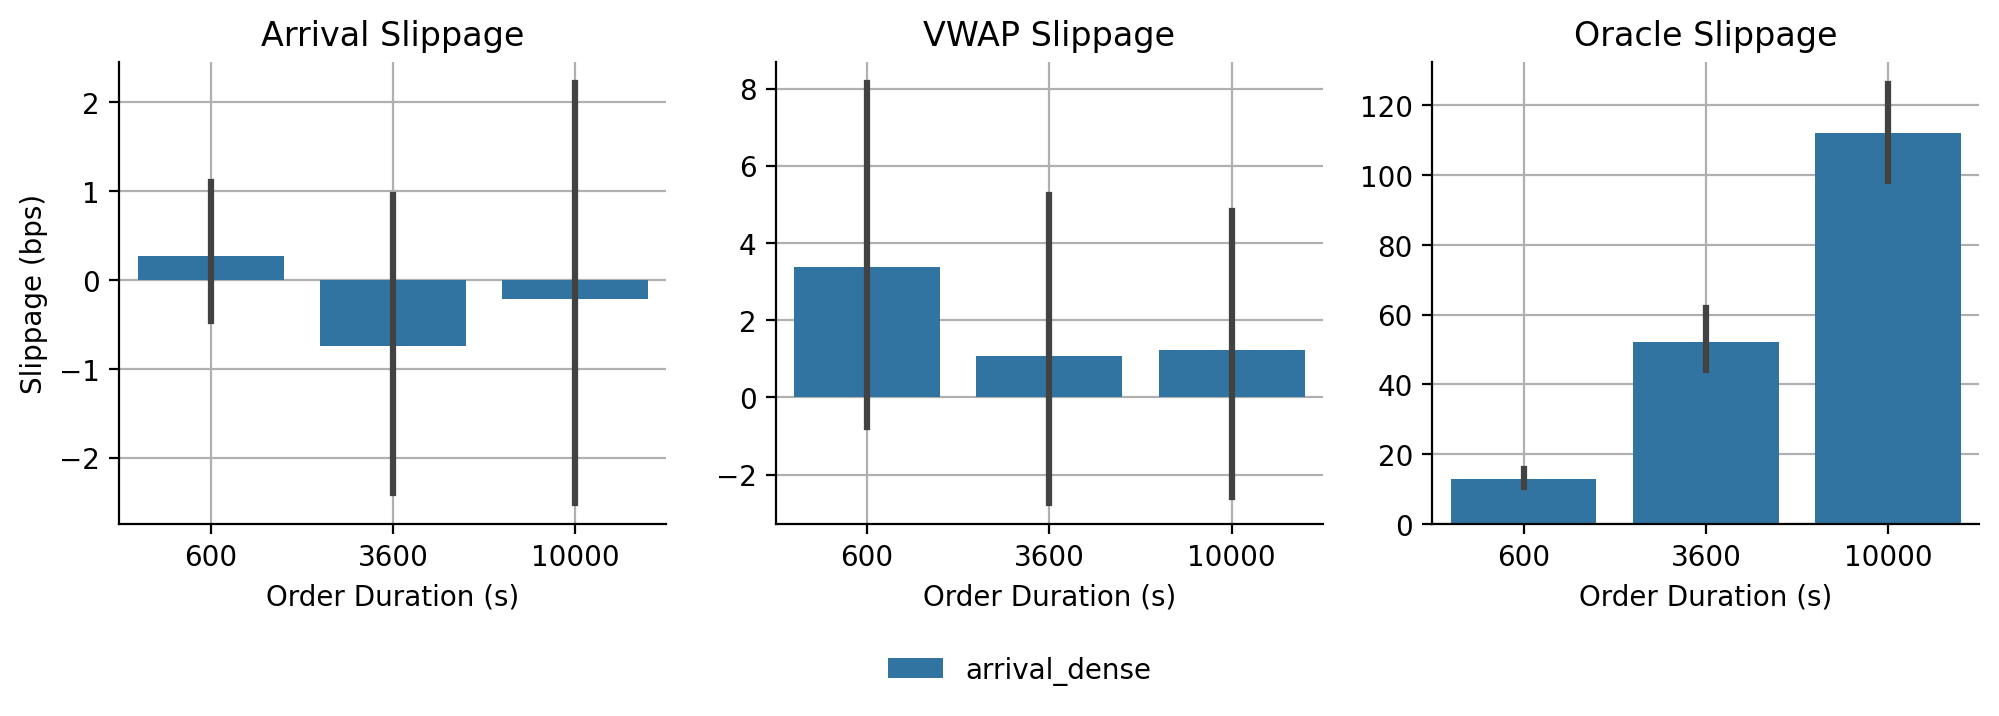 Arrival Slippage
VWAP Slippage
Oracle Slippage
Slippage (bps)
2
1
0
−1
−2
8
6
4
2
0
−2
120
100
80
60
40
20
0
600 3600 10000
600 3600 10000
600 3600 10000
Order Duration (s)
Order Duration (s)
Order Duration (s)
arrival_dense